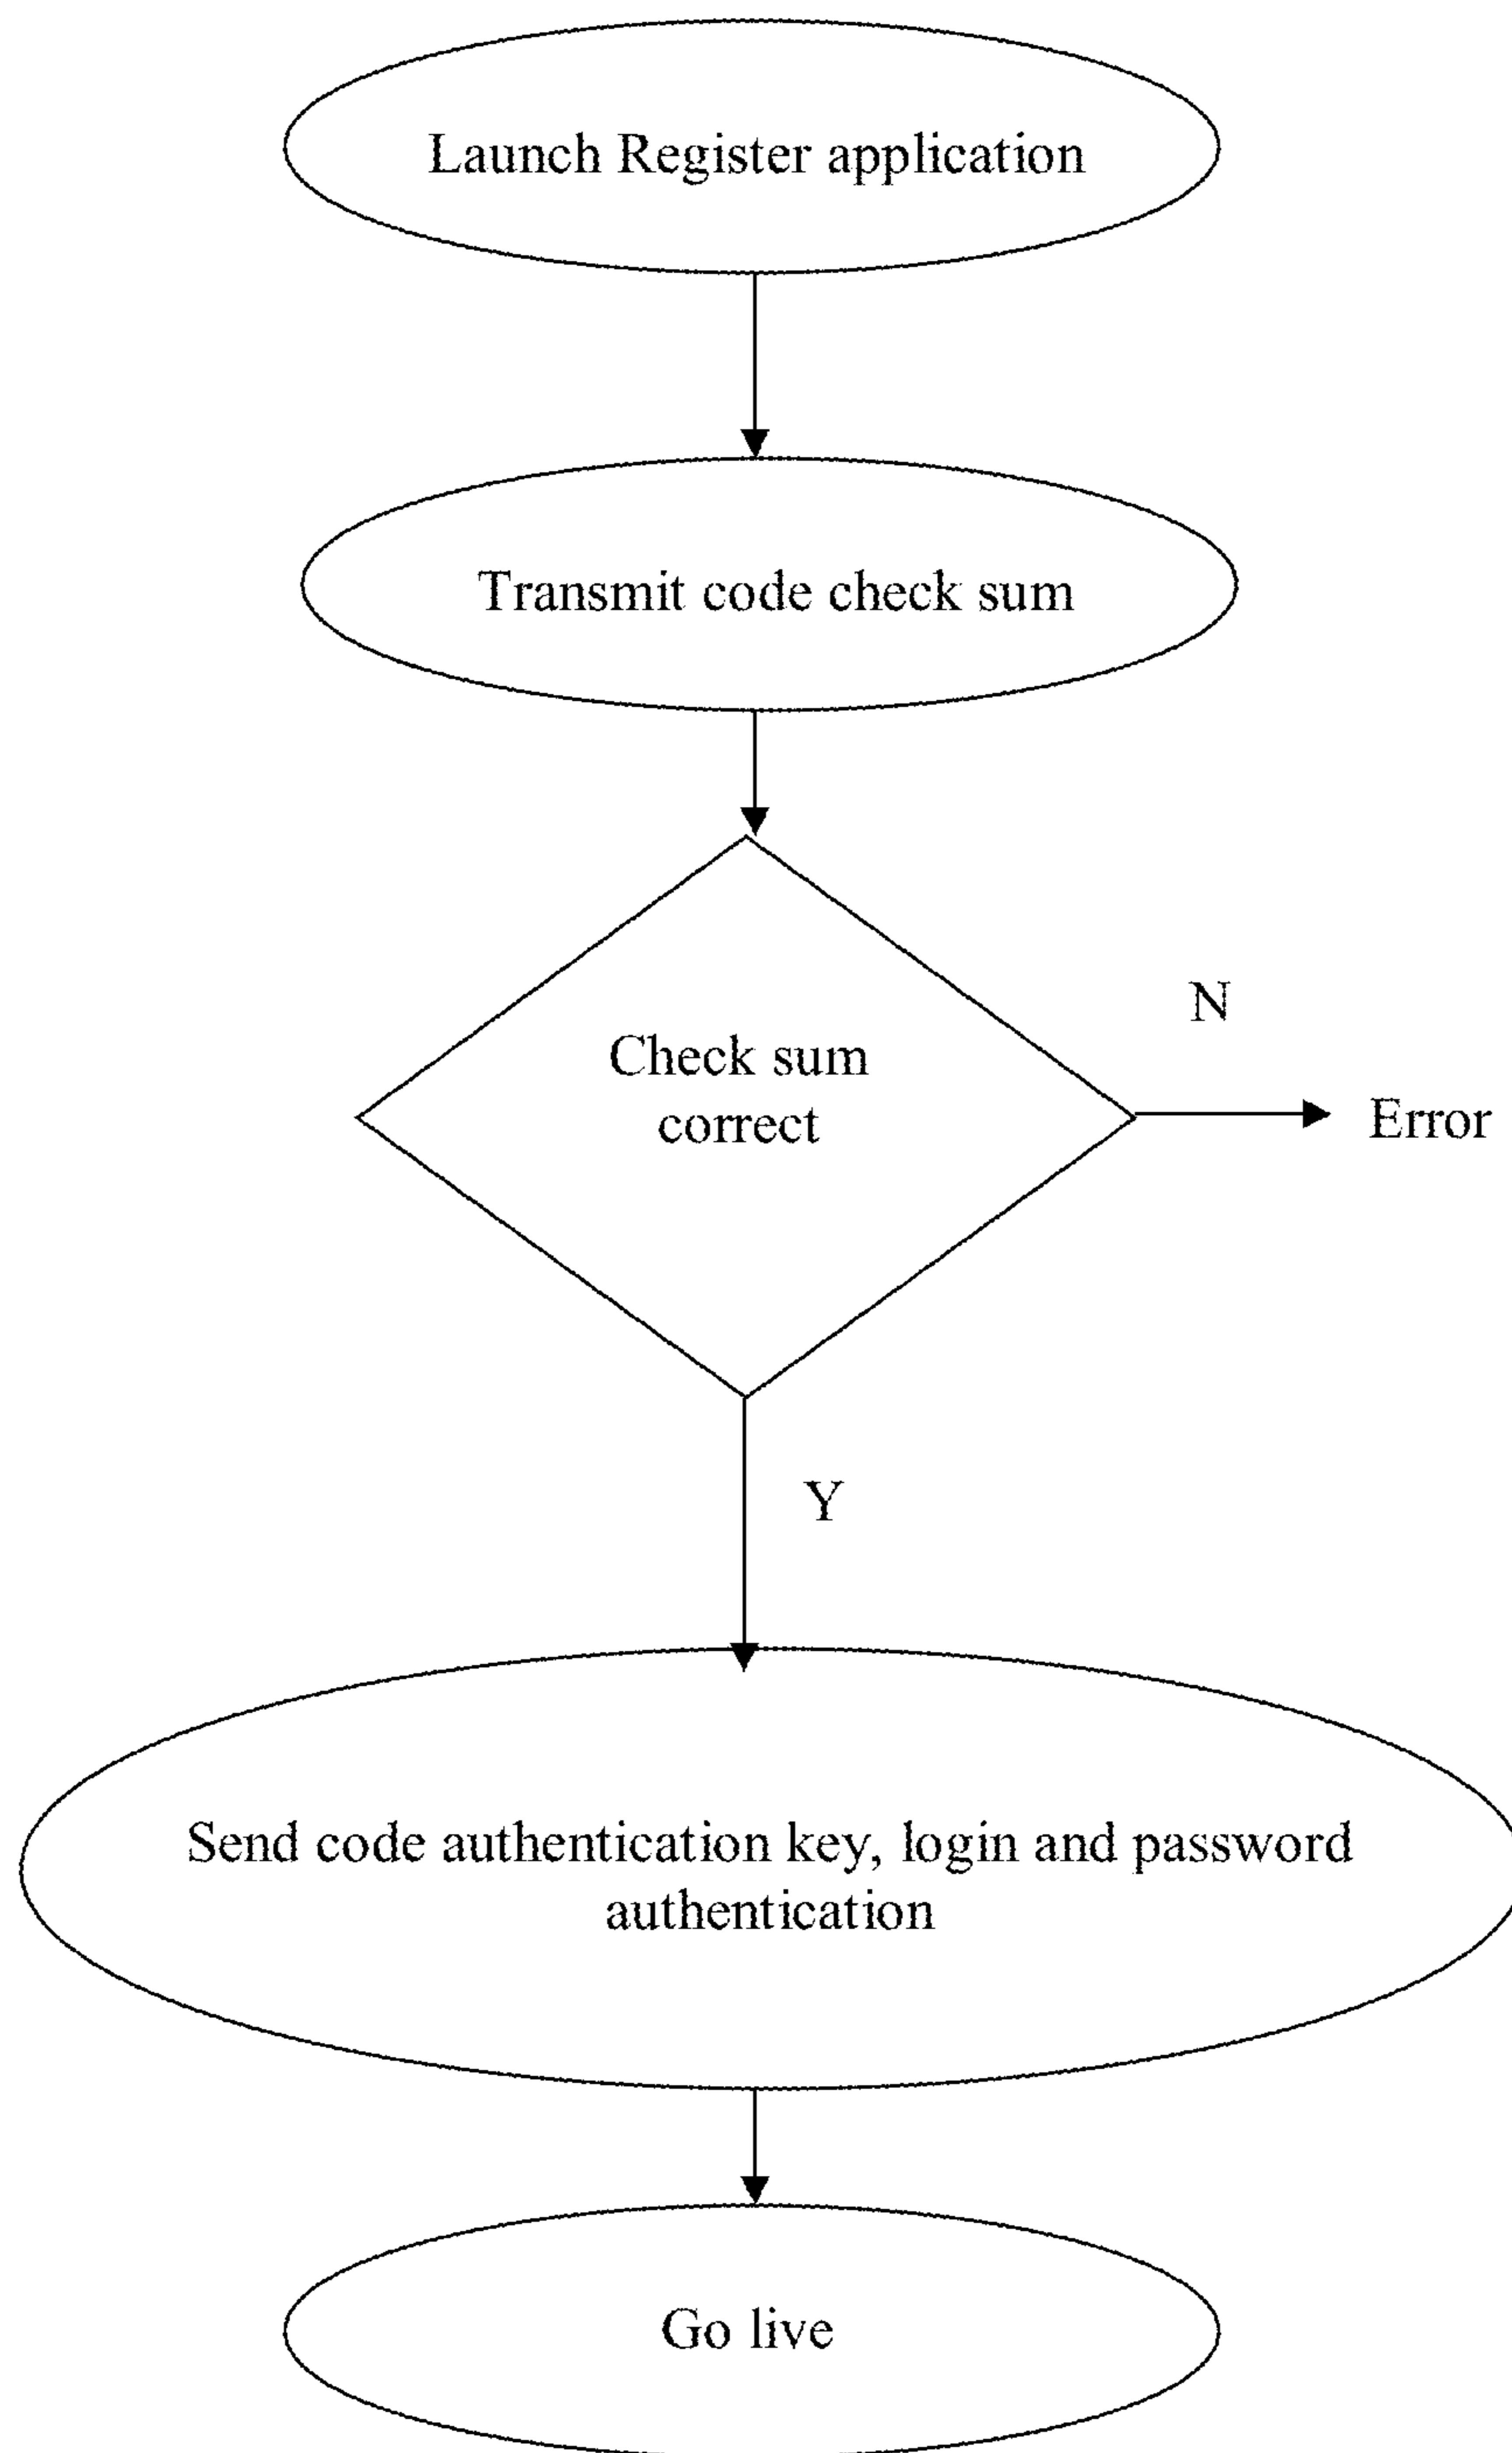 Launch Register application
Transmit code check sum
Check sum
correct
N
Error
Y
Send code authentication key, login and password
authentication
Go live